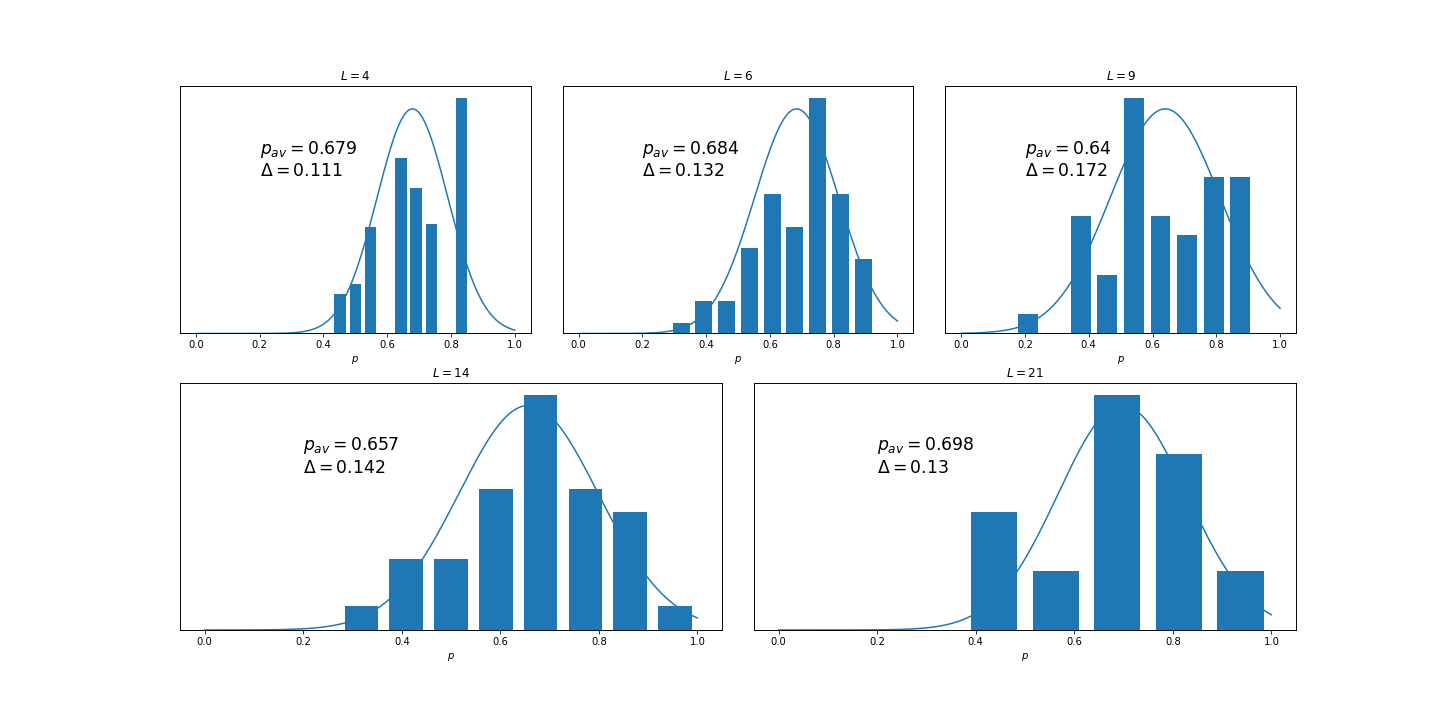 L = 4
p_av = 0.679
Δ = 0.111
0.0 0.2 0.4 0.6 0.8 1.0
p
L = 6
p_av = 0.684
Δ = 0.132
0.0 0.2 0.4 0.6 0.8 1.0
p
L = 9
p_av = 0.64
Δ = 0.172
0.0 0.2 0.4 0.6 0.8 1.0
p
L = 14
p_av = 0.657
Δ = 0.142
0.0 0.2 0.4 0.6 0.8 1.0
p
L = 21
p_av = 0.698
Δ = 0.13
0.0 0.2 0.4 0.6 0.8 1.0
p